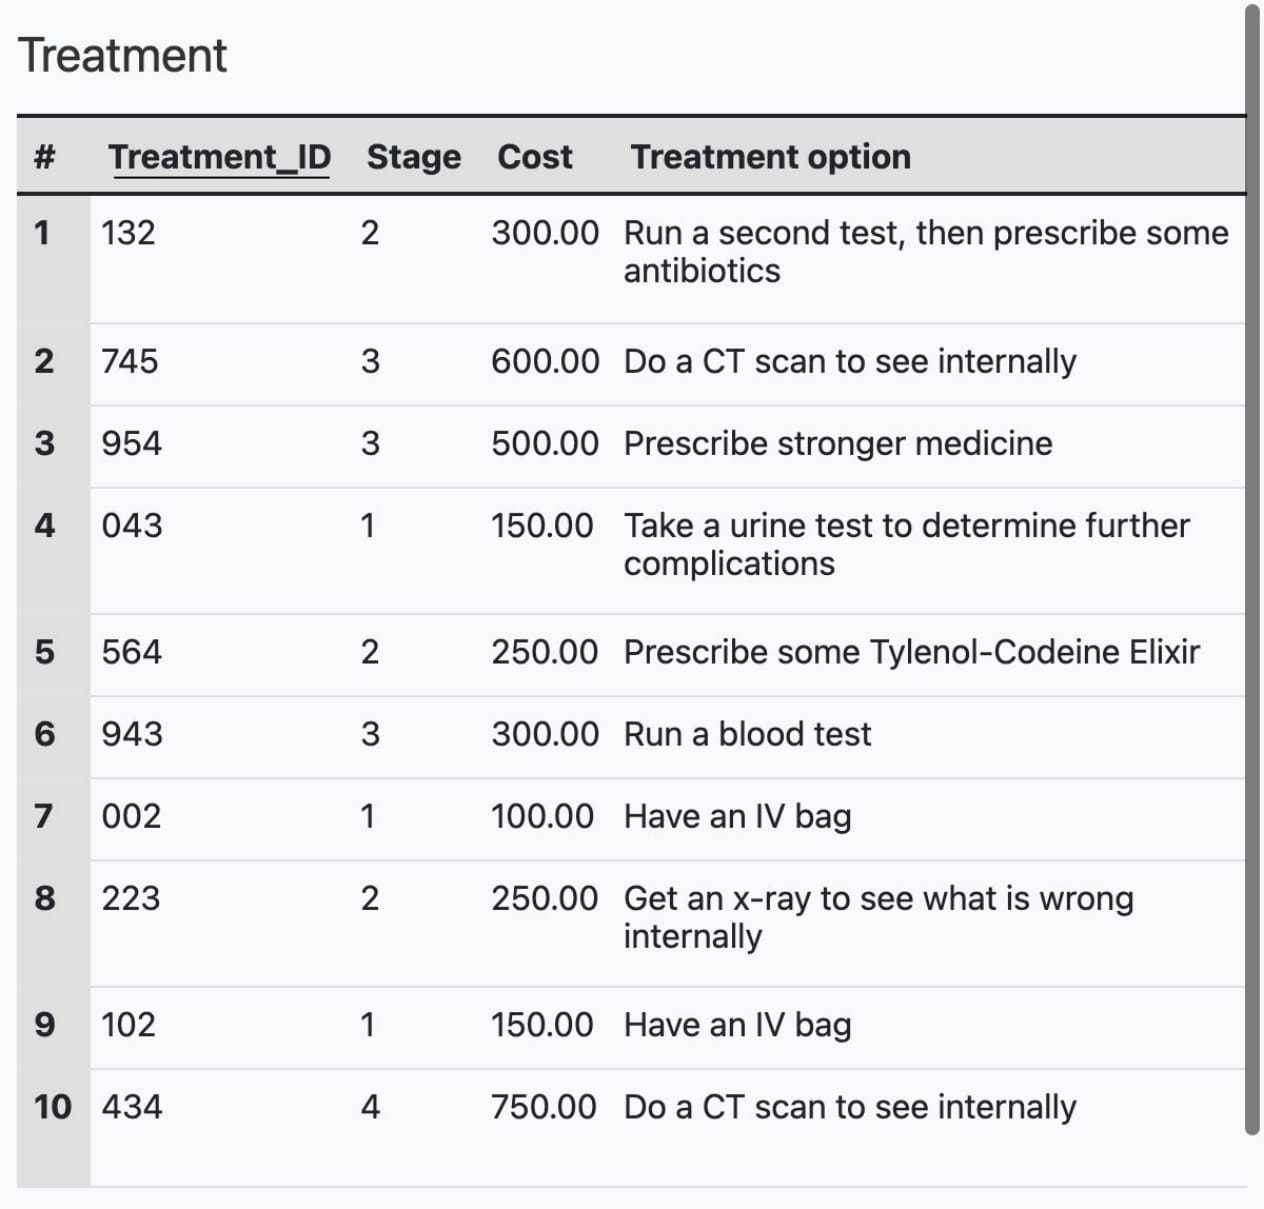 Treatment
# Treatment_ID Stage Cost Treatment option
1 132 2 300.00 Run a second test, then prescribe some
antibiotics
2 745 3 600.00 Do a CT scan to see internally
3 954 3 500.00 Prescribe stronger medicine
4 043 1 150.00 Take a urine test to determine further
complications
5 564 2 250.00 Prescribe some Tylenol-Codeine Elixir
6 943 3 300.00 Run a blood test
7 002 1 100.00 Have an IV bag
8 223 2 250.00 Get an x-ray to see what is wrong
internally
9 102 1 150.00 Have an IV bag
10 434 4 750.00 Do a CT scan to see internally